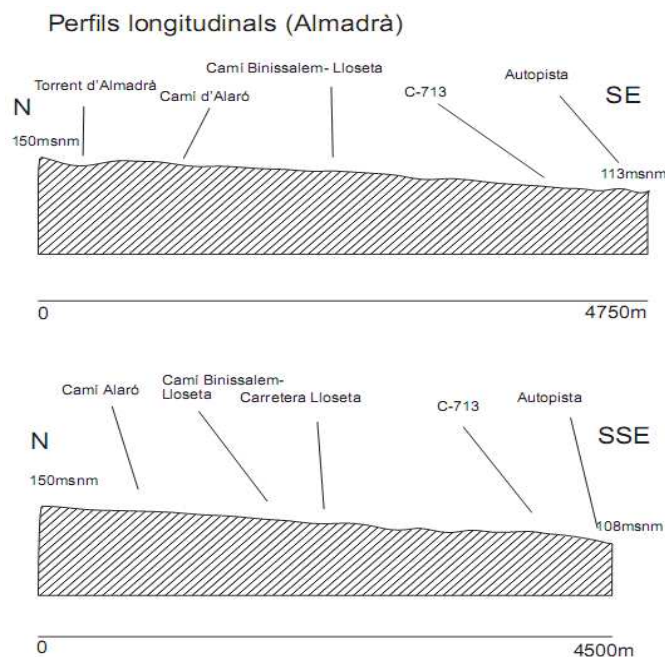 Perfils longitudinals (Almadrà)
Camí Binissalem- Lloseta
Torrent d'Almadrà
Autopista
Camí d'Alaró
C-713
N
SE
150msnm
113msnm
0
4750m
Camí Binissalem-
Lloseta
Camí Alaró
Carretera Lloseta
Autopista
C-713
N
SSE
150msnm
108msnm
0
4500m